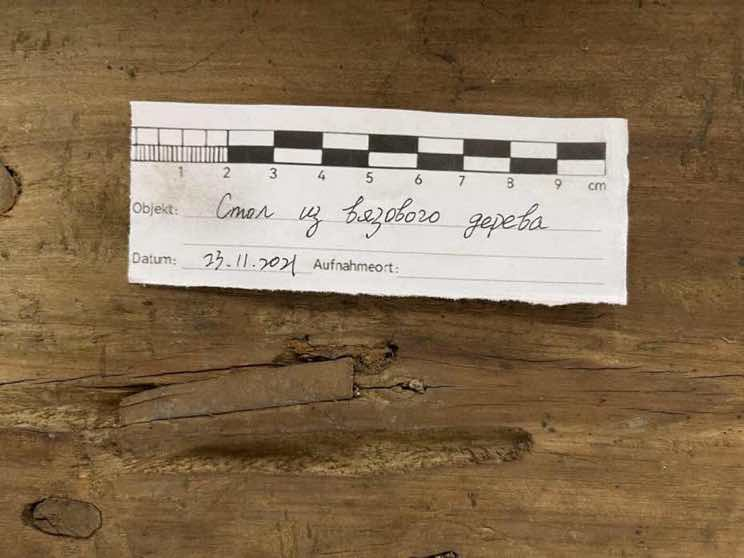 1 2 3 4 5 6 7 8 9 cm
Objekt: Стол из вязового дерева
Datum: 23.11.2021 Aufnahmeort: